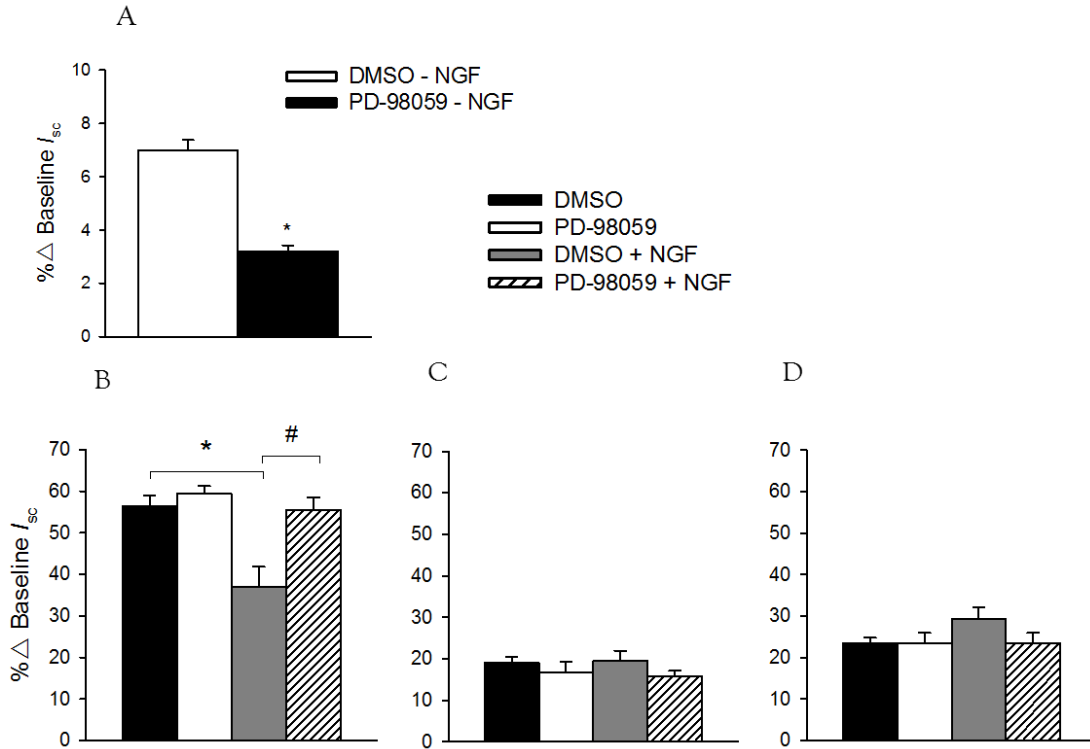 A
10
8
6
4
2
0
%△ Baseline Isc
*
DMSO - NGF
PD-98059 - NGF
DMSO
PD-98059
DMSO + NGF
PD-98059 + NGF
B
70
60
50
40
30
20
10
0
%△ Baseline Isc
*
#
C
70
60
50
40
30
20
10
0
D
70
60
50
40
30
20
10
0